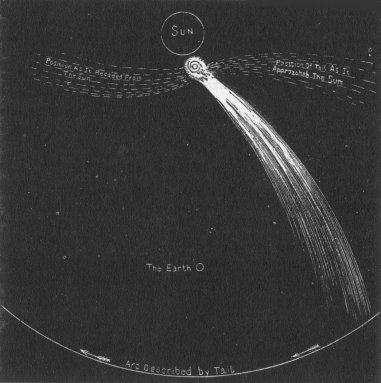 SUN
Position As It Receded From
The Sun
Position Of Tail As It
Approaches The Sun
The Earth
Arc Described by Tail